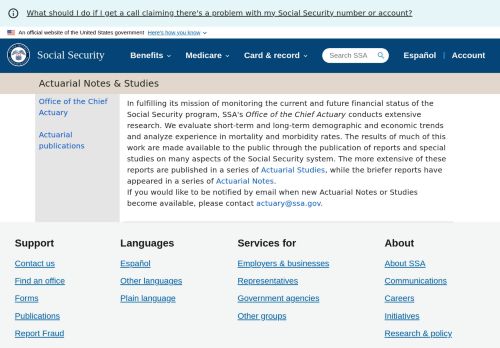 What should I do if I get a call claiming there's a problem with my Social Security number or account?
An official website of the United States government Here's how you know
Social Security
Benefits
Medicare
Card & record
Search SSA
Español
Account
Actuarial Notes & Studies
Office of the Chief
Actuary
Actuarial
publications
In fulfilling its mission of monitoring the current and future financial status of the
Social Security program, SSA's Office of the Chief Actuary conducts extensive
research. We evaluate short-term and long-term demographic and economic trends
and analyze experience in mortality and morbidity rates. The results of much of this
work are made available to the public through the publication of reports and special
studies on many aspects of the Social Security system. The more extensive of these
reports are published in a series of Actuarial Studies, while the briefer reports have
appeared in a series of Actuarial Notes.
If you would like to be notified by email when new Actuarial Notes or Studies
become available, please contact actuary@ssa.gov.
Support
Contact us
Find an office
Forms
Publications
Report Fraud
Languages
Español
Other languages
Plain language
Services for
Employers & businesses
Representatives
Government agencies
Other groups
About
About SSA
Communications
Careers
Initiatives
Research & policy